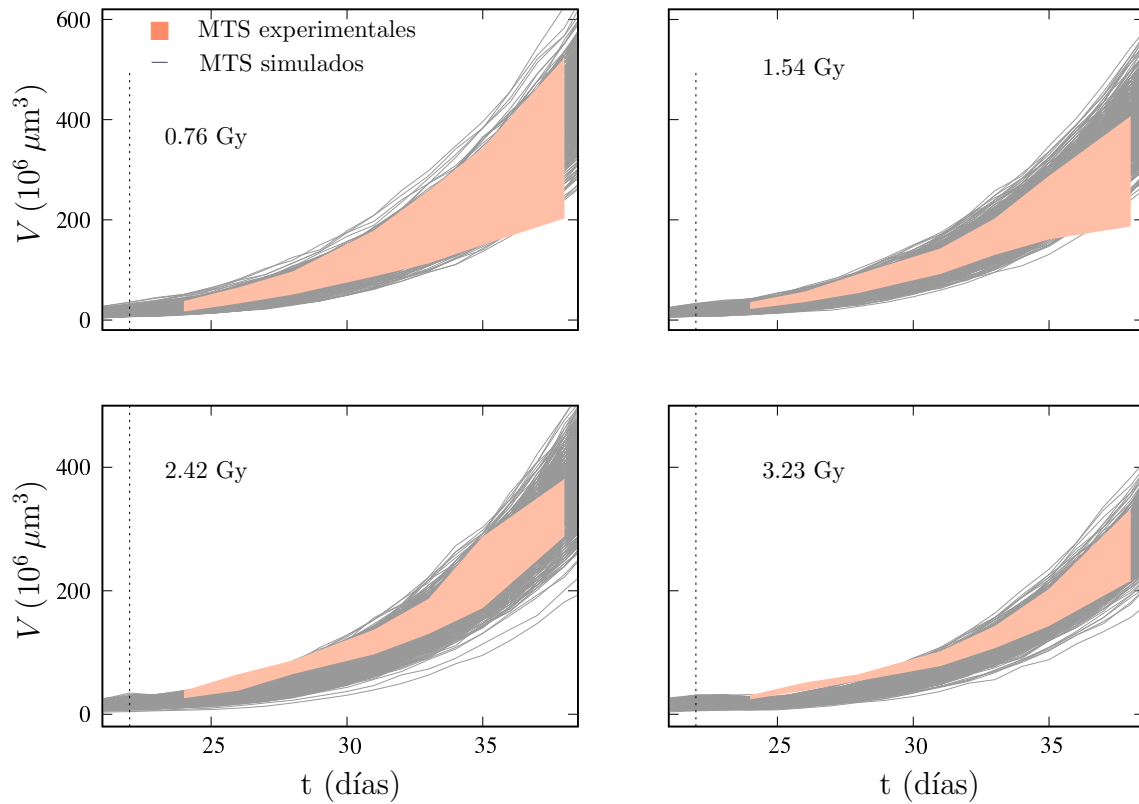 MTS experimentales
MTS simulados
0.76 Gy
600
400
200
0
V (10⁶ μm³)
1.54 Gy
2.42 Gy
400
200
0
V (10⁶ μm³)
25
30
35
t (días)
3.23 Gy
25
30
35
t (días)